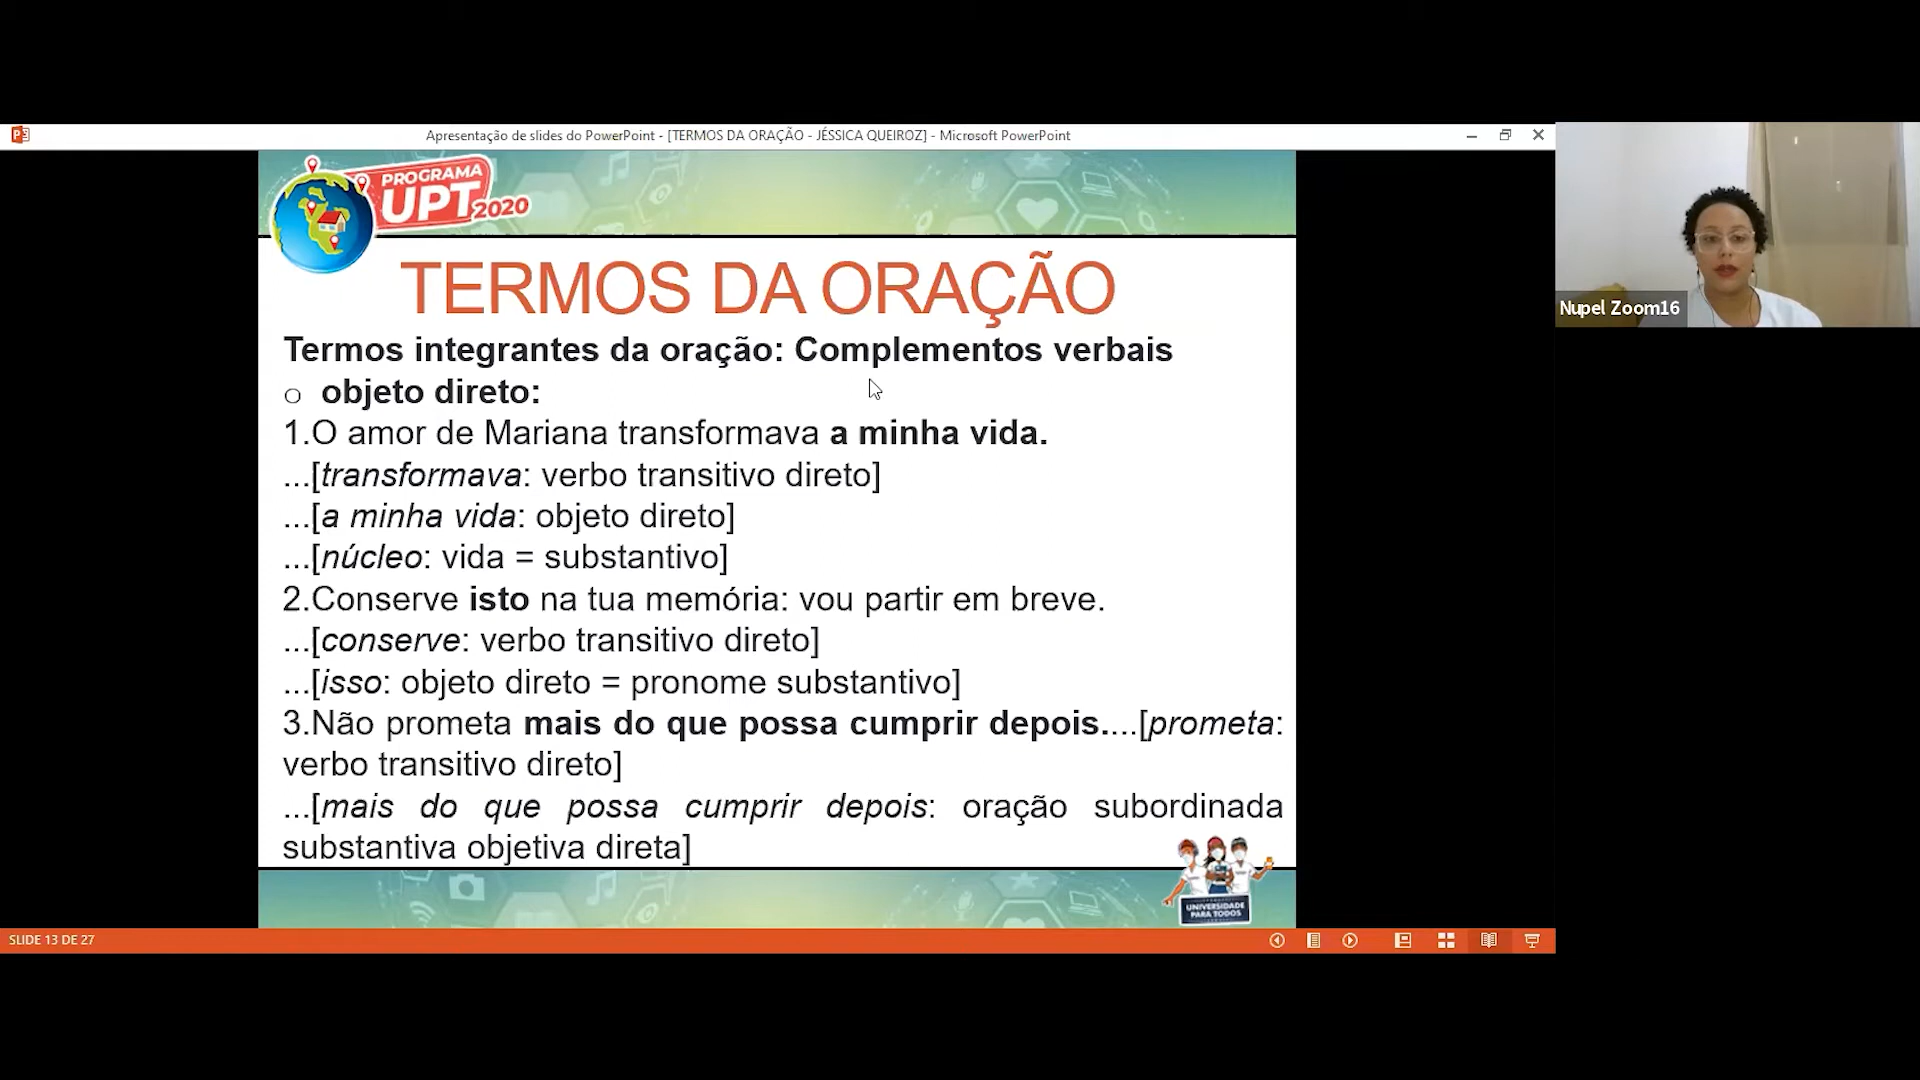 Apresentação de slides do PowerPoint - [TERMOS DA ORAÇÃO - JÉSSICA QUEIROZ] - Microsoft PowerPoint
PROGRAMA
UPT 2020
Nupel Zoom16
TERMOS DA ORAÇÃO
Termos integrantes da oração: Complementos verbais
o objeto direto:
1.O amor de Mariana transformava a minha vida.
...[transformava: verbo transitivo direto]
...[a minha vida: objeto direto]
...[núcleo: vida = substantivo]
2.Conserve isto na tua memória: vou partir em breve.
...[conserve: verbo transitivo direto]
...[isso: objeto direto = pronome substantivo]
3.Não prometa mais do que possa cumprir depois....[prometa:
verbo transitivo direto]
...[mais do que possa cumprir depois: oração subordinada
substantiva objetiva direta]
UNIVERSIDADE
PARA TODOS
SLIDE 13 DE 27